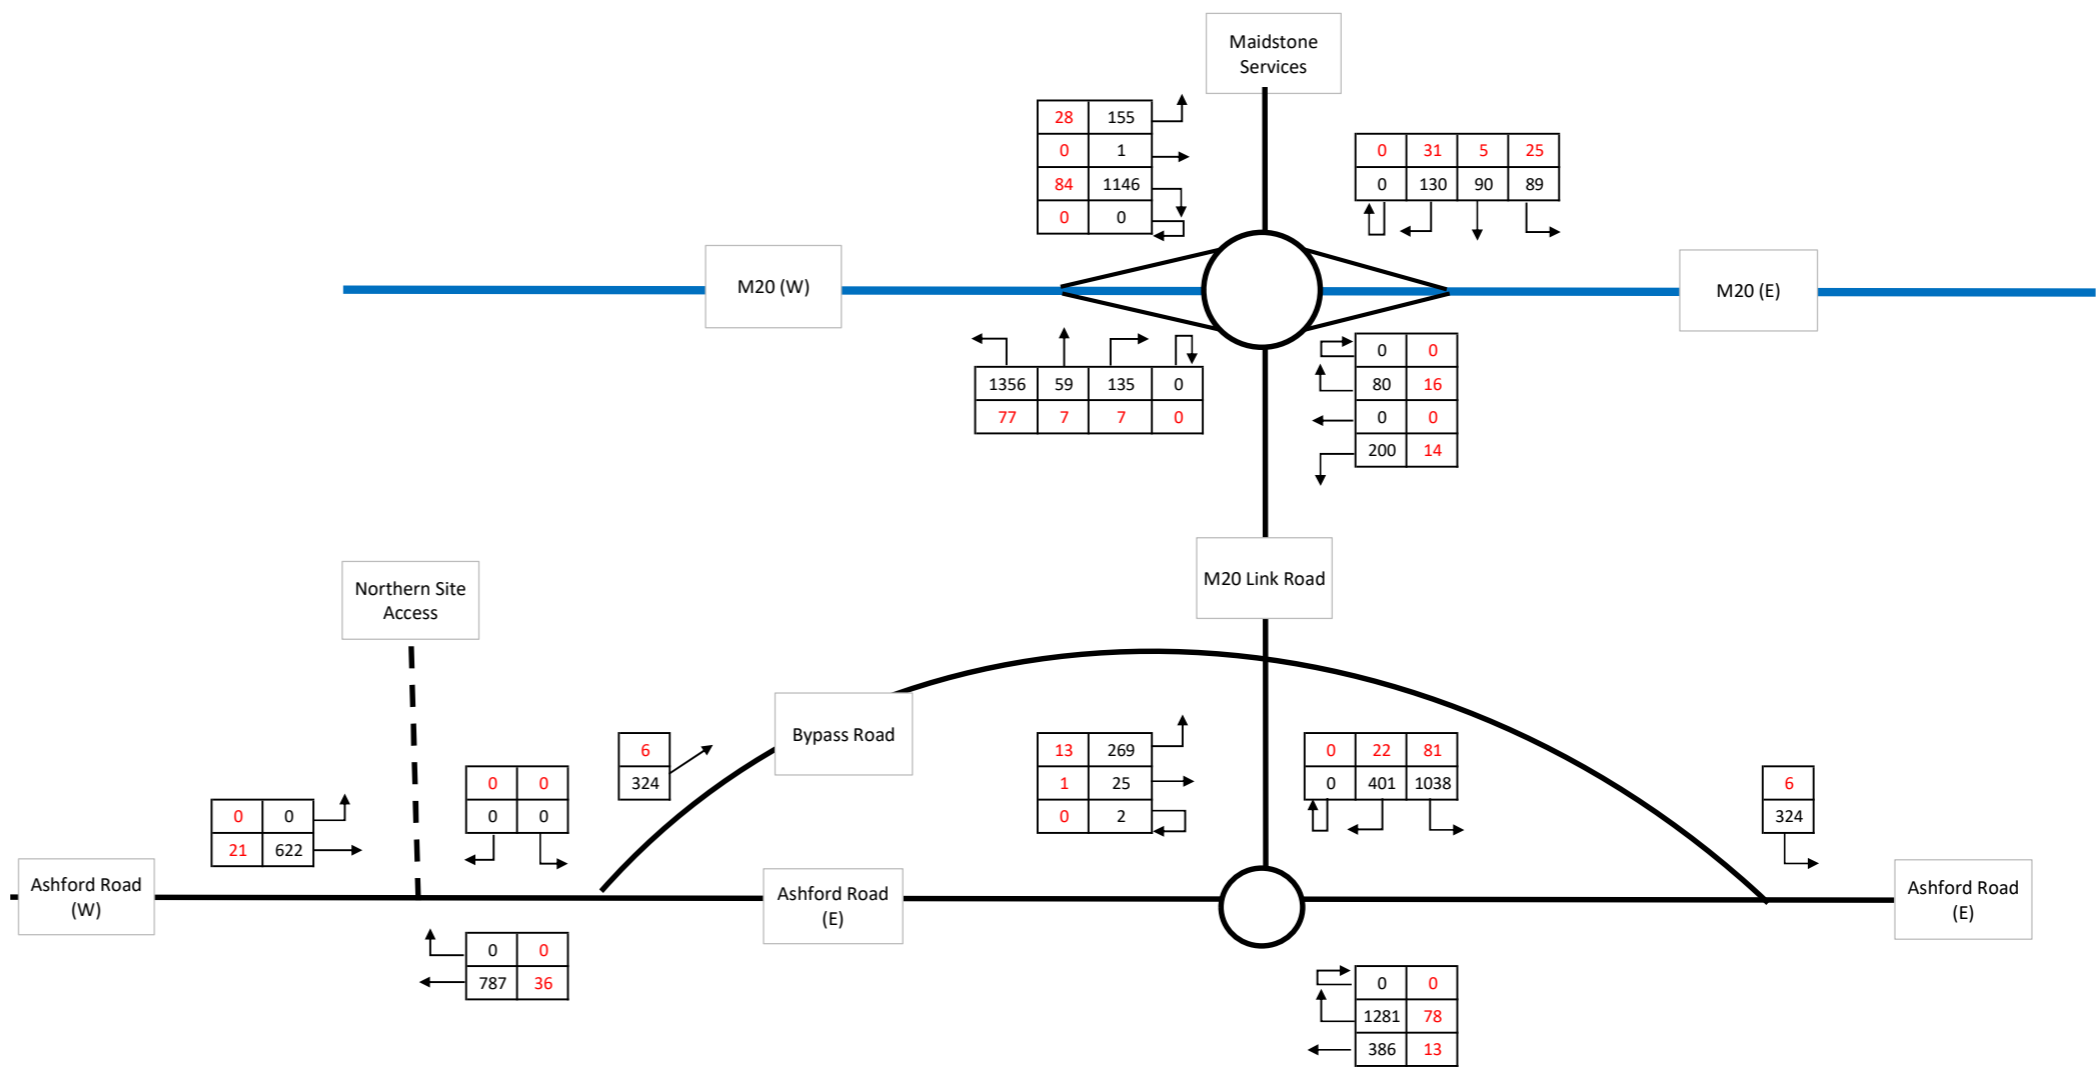 Maidstone
Services
28 155
0 1
84 1146
0 0
0 31 5 25
0 130 90 89
M20 (W)
M20 (E)
1356 59 135 0
77 7 7 0
0 0
80 16
0 0
200 14
Northern Site
Access
M20 Link Road
Bypass Road
6
324
13 269
1 25
0 2
0 22 81
0 401 1038
6
324
0 0
0 0
0 0
21 622
Ashford Road
(W)
Ashford Road
(E)
Ashford Road
(E)
0 0
787 36
0 0
1281 78
386 13